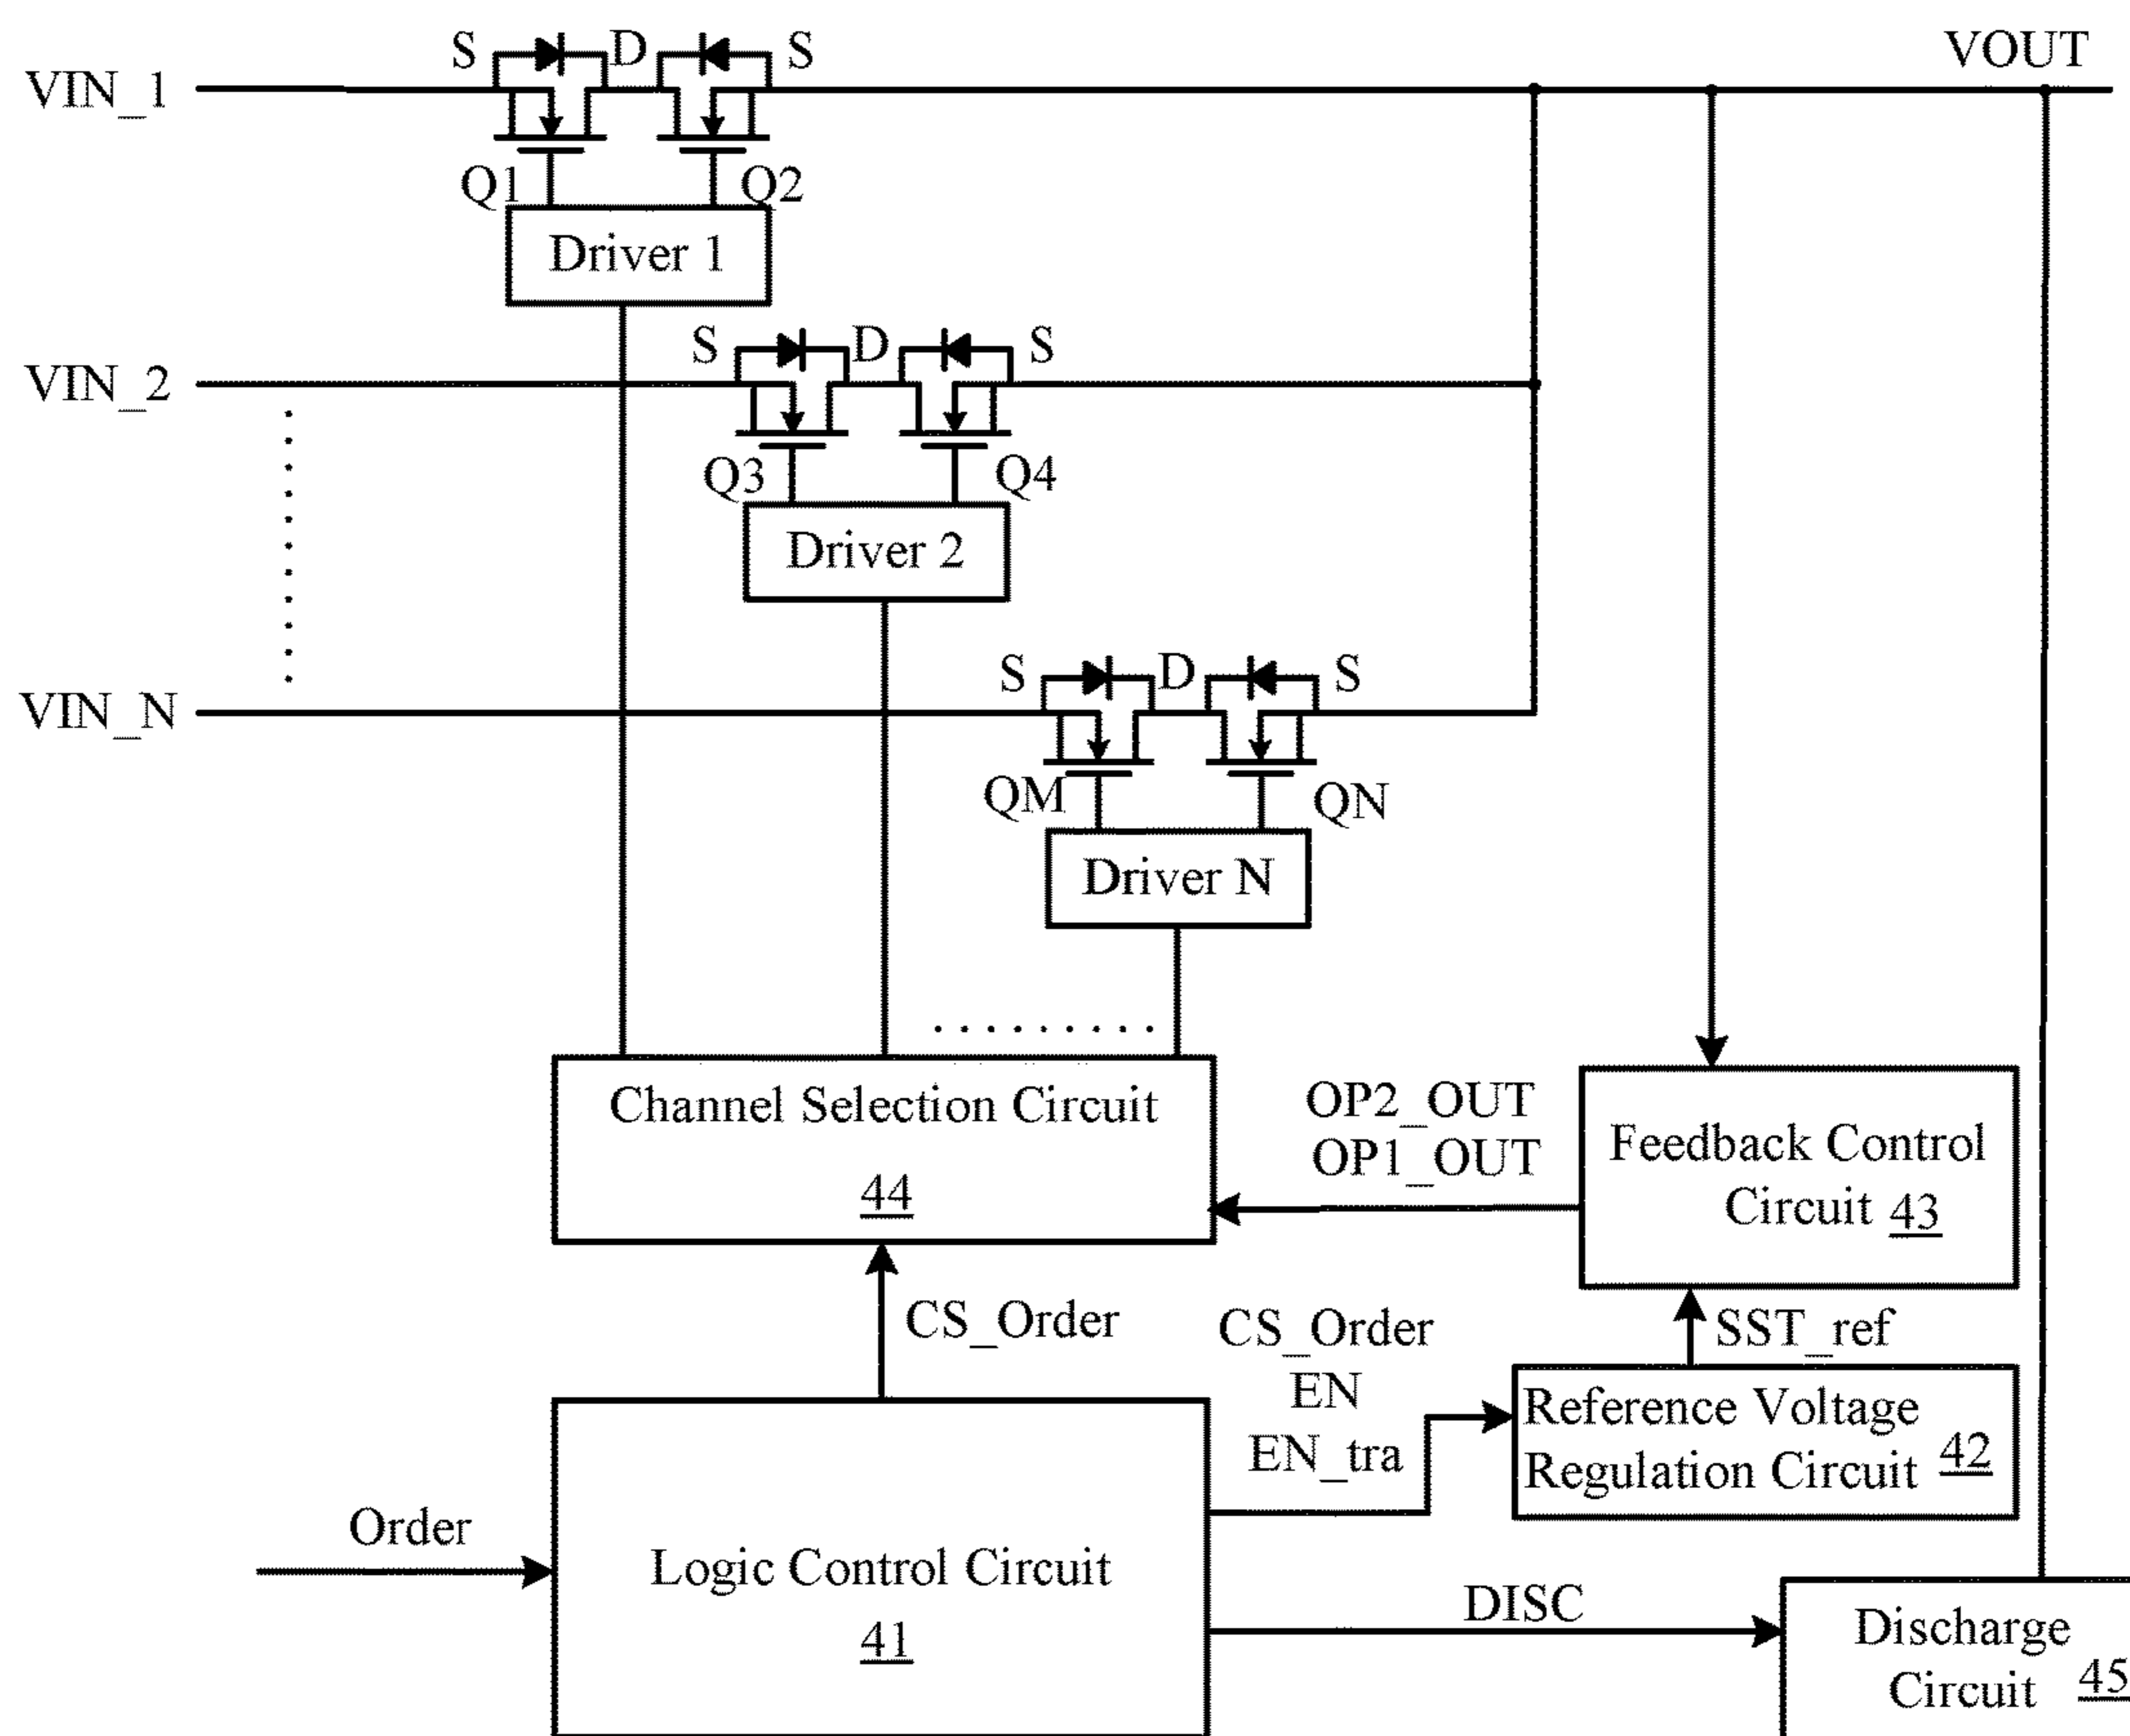 S D S
VOUT
VIN_1
Q1 Q2
Driver 1
S D S
VIN_2
Q3 Q4
Driver 2
S D S
VIN_N
QM QN
Driver N
Channel Selection Circuit
44
OP2_OUT
OP1_OUT
Feedback Control
Circuit 43
CS_Order
CS_Order
EN
EN_tra
SST_ref
Reference Voltage
Regulation Circuit 42
Order
Logic Control Circuit
41
DISC
Discharge
Circuit 45